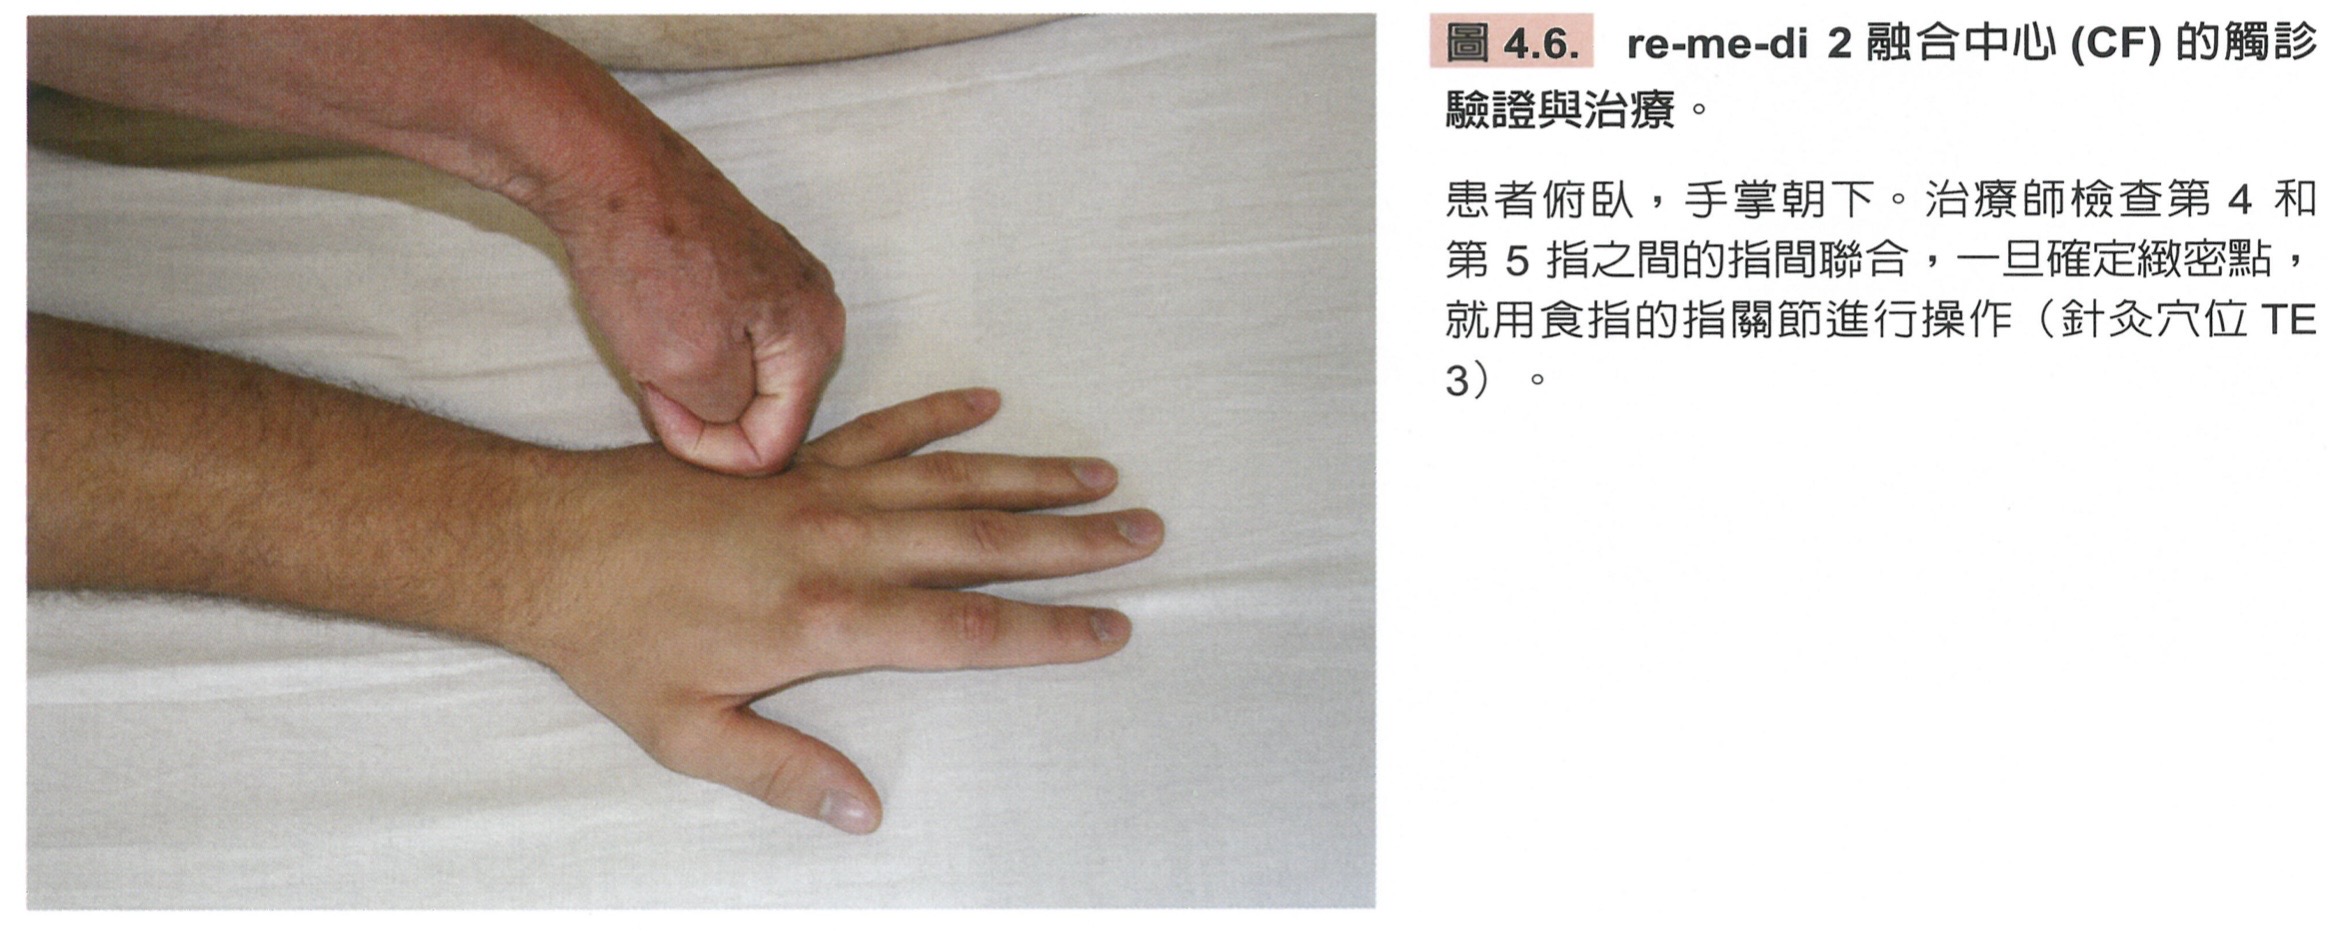 圖 4.6. re-me-di 2 融合中心 (CF) 的觸診
驗證與治療。
患者俯臥，手掌朝下。治療師檢查第 4 和
第 5 指之間的指間聯合，一旦確定緻密點，
就用食指的指關節進行操作（針灸穴位 TE
3）。